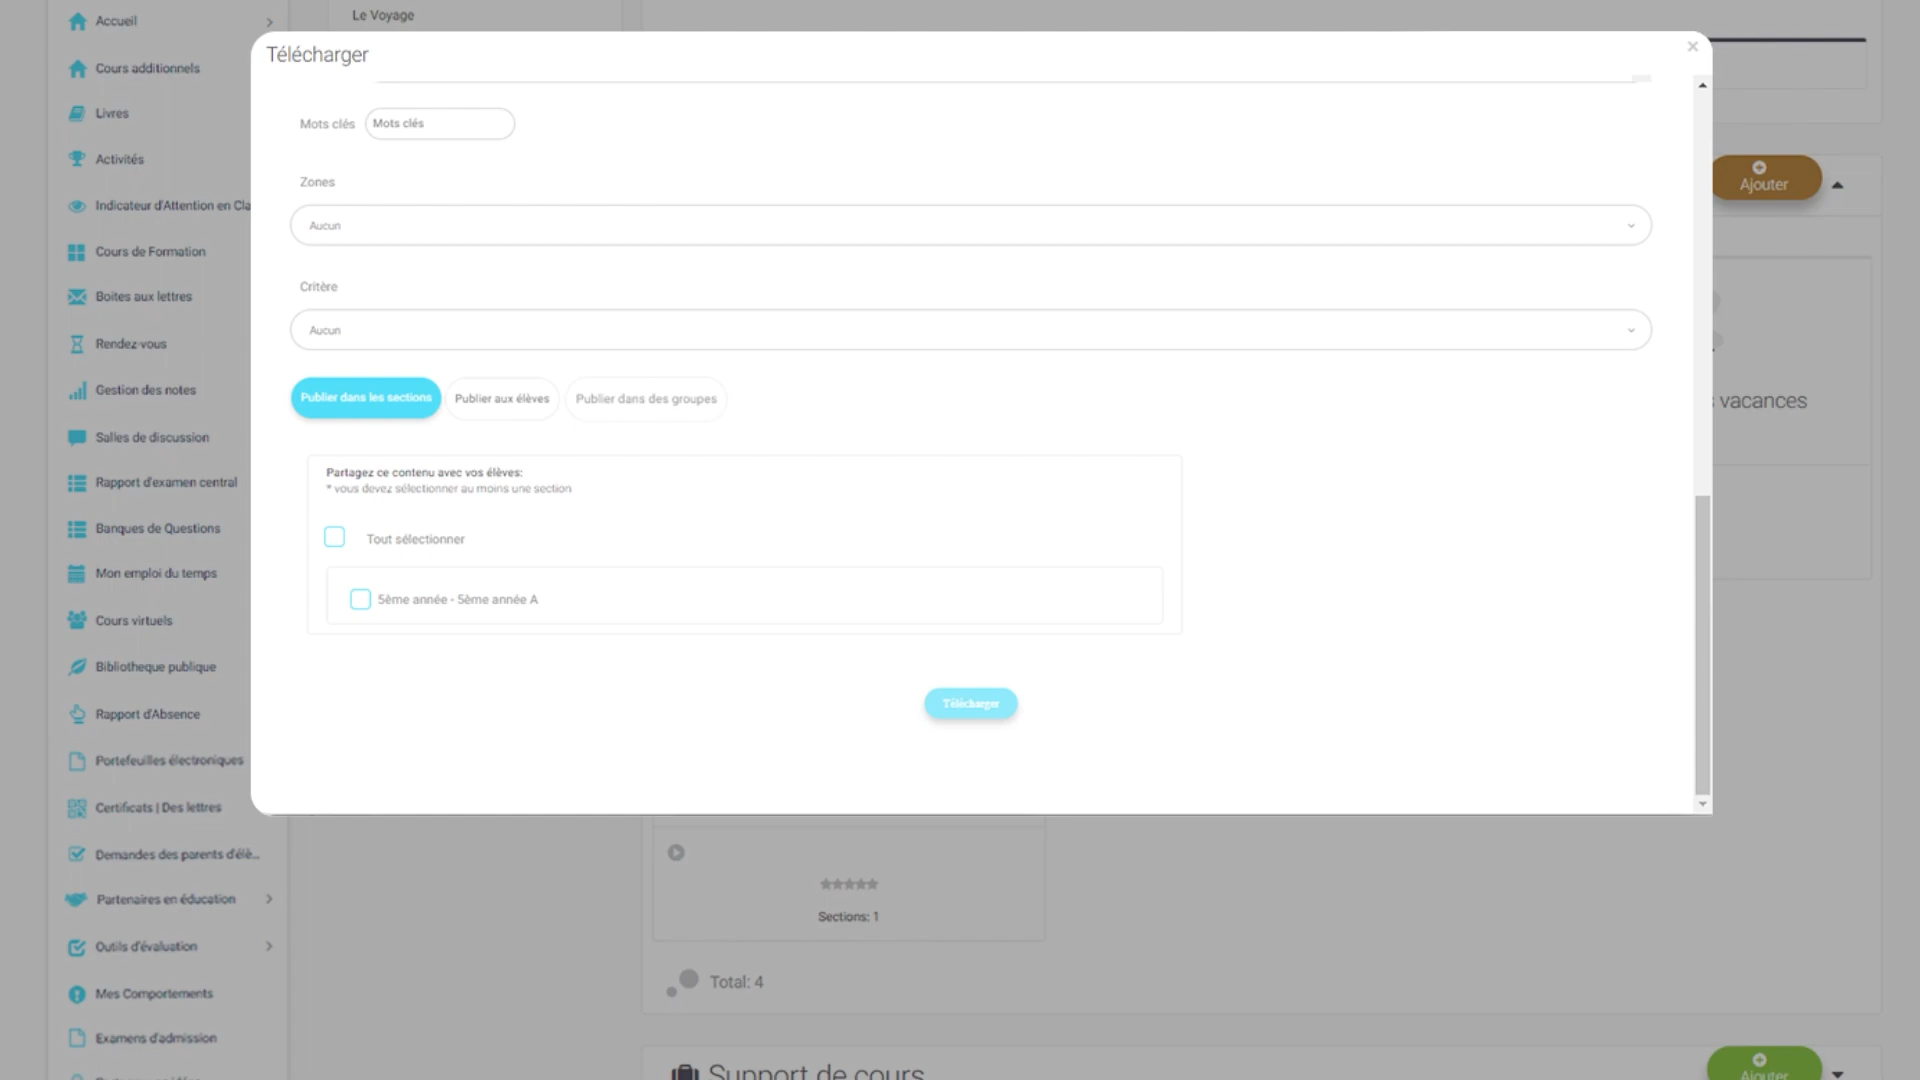 Accueil
Cours additionnels
Livres
Activités
Indicateur d'Attention en Cla
Cours de Formation
Boites aux lettres
Rendez-vous
Gestion des notes
Salles de discussion
Rapport d'examen central
Banques de Questions
Mon emploi du temps
Cours virtuels
Bibliotheque publique
Rapport d'Absence
Portefeuilles électroniques
Certificats | Des lettres
Demandes des parents d'élè...
Partenaires en éducation
Outils d'évaluation
Mes Comportements
Examens d'admission
Le Voyage
Télécharger
Mots clés
Mots clés
Zones
Aucun
Critère
Aucun
Publier dans les sections
Publier aux élèves
Publier dans des groupes
Partagez ce contenu avec vos élèves:
* vous devez sélectionner au moins une section
Tout sélectionner
5ème année - 5ème année A
Télécharger
Ajouter
vacances
Sections: 1
Total: 4
Support de cours
Ajouter